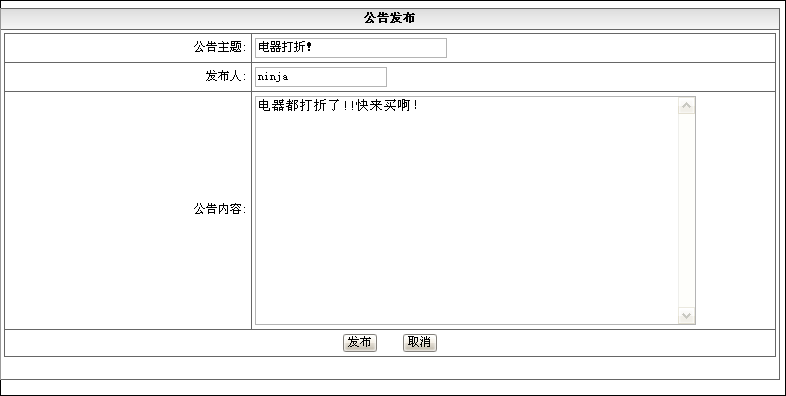 公告发布
公告主题: 电器打折!
发布人: ninja
电器都打折了!!快来买啊!
公告内容:
发布 取消